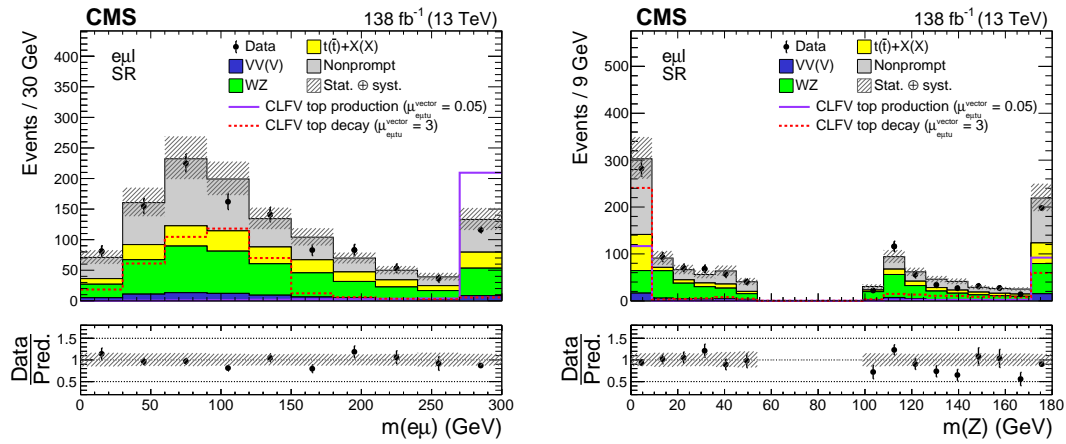 CMS 138 fb⁻¹ (13 TeV)
Events / 30 GeV
400
350
300
250
200
150
100
50
0
eμl
SR
Data t(t̄)+X(X)
VV(V) Nonprompt
WZ Stat. ⊕ syst.
CLFV top production (μ^vector_eμtu = 0.05)
CLFV top decay (μ^vector_eμtu = 3)
Data
Pred.
1.5
1
0.5
0 50 100 150 200 250 300
m(eμ) (GeV)
CMS 138 fb⁻¹ (13 TeV)
Events / 9 GeV
500
400
300
200
100
0
eμl
SR
Data t(t̄)+X(X)
VV(V) Nonprompt
WZ Stat. ⊕ syst.
CLFV top production (μ^vector_eμtu = 0.05)
CLFV top decay (μ^vector_eμtu = 3)
Data
Pred.
1.5
1
0.5
0 20 40 60 80 100 120 140 160 180
m(Z) (GeV)